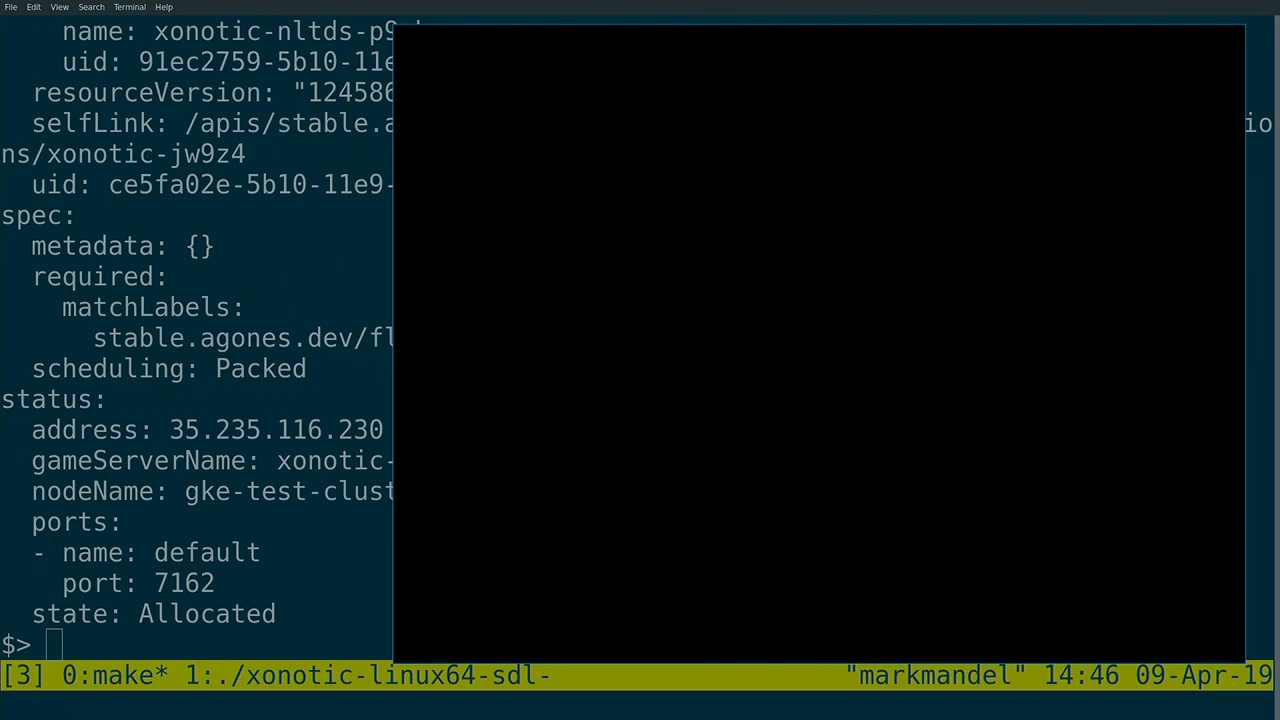 File Edit View Search Terminal Help
name: xonotic-nltds-p9
uid: 91ec2759-5b10-11e
resourceVersion: "124586
selfLink: /apis/stable.a io
ns/xonotic-jw9z4
uid: ce5fa02e-5b10-11e9-
spec:
metadata: {}
required:
matchLabels:
stable.agones.dev/fl
scheduling: Packed
status:
address: 35.235.116.230
gameServerName: xonotic-
nodeName: gke-test-clust
ports:
- name: default
port: 7162
state: Allocated
$>
[3] 0:make* 1:./xonotic-linux64-sdl- "markmandel" 14:46 09-Apr-19